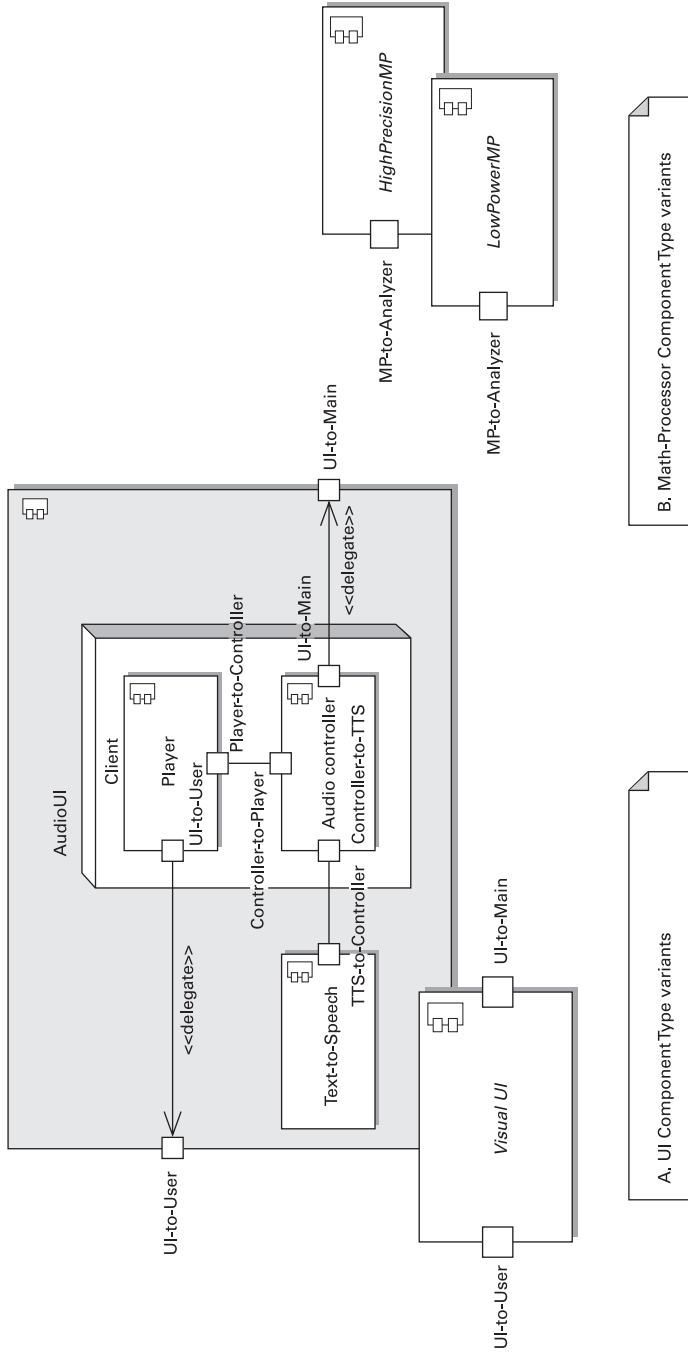 AudioUI
Client
Player
UI-to-User
Player-to-Controller
Controller-to-Player
UI-to-Main
Audio controller
Controller-to-TTS
Text-to-Speech
TTS-to-Controller
<<delegate>>
<<delegate>>
UI-to-User
UI-to-Main
Visual UI
UI-to-User
UI-to-Main
HighPrecisionMP
MP-to-Analyzer
LowPowerMP
MP-to-Analyzer
A. UI Component Type variants
B. Math-Processor Component Type variants